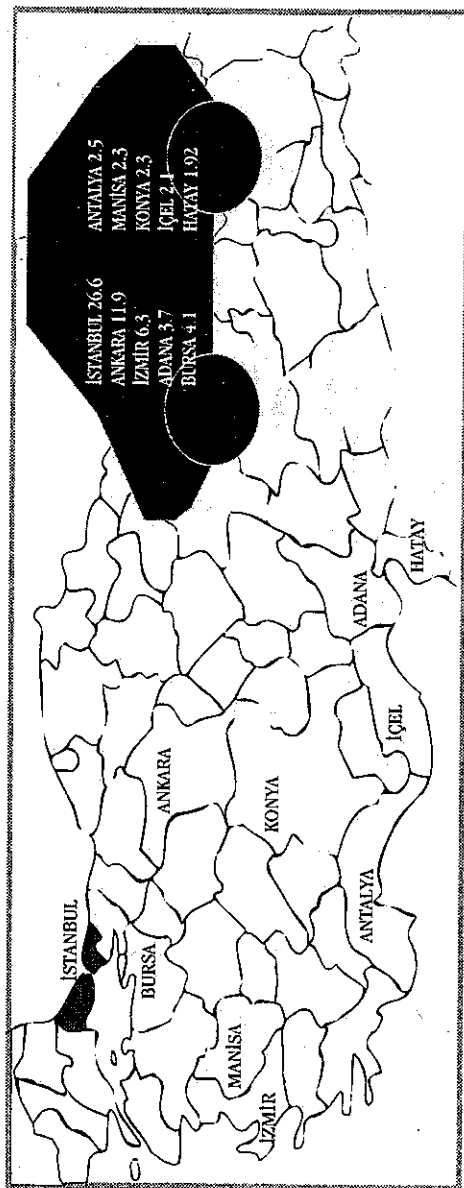 İSTANBUL 26.6
ANKARA 11.9
İZMİR 6.3
ADANA 3.7
BURSA 4.1
ANTALYA 2.5
MANİSA 2.3
KONYA 2.3
İÇEL 2.1
HATAY 1.92
İSTANBUL
BURSA
ANKARA
MANİSA
İZMİR
KONYA
ANTALYA
İÇEL
ADANA
HATAY